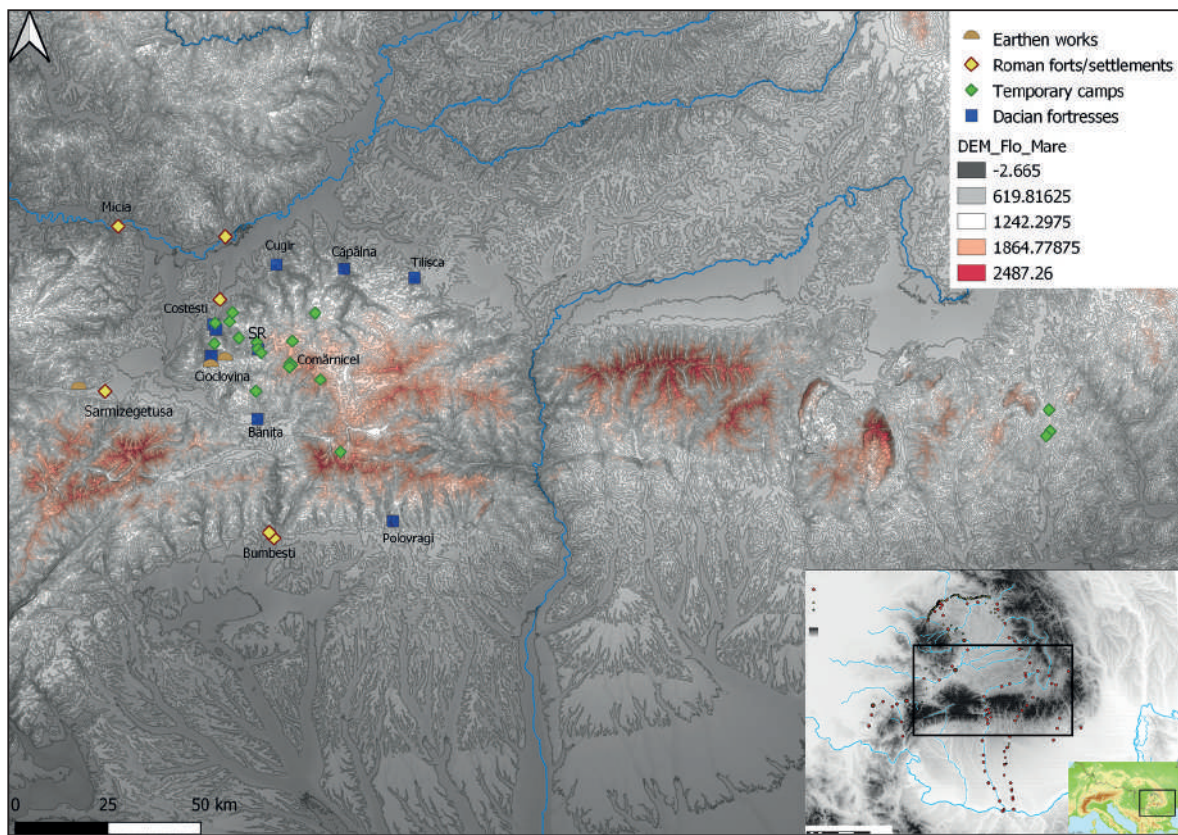 Earthen works
Roman forts/settlements
Temporary camps
Dacian fortresses
DEM_Flo_Mare
-2.665
619.81625
1242.2975
1864.77875
2487.26
Micia
Cugir
Căpâlna
Tilișca
Costești
SR
Comărnicel
Cioclovina
Sarmizegetusa
Bănița
Bumbești
Polovragi
0 50 km